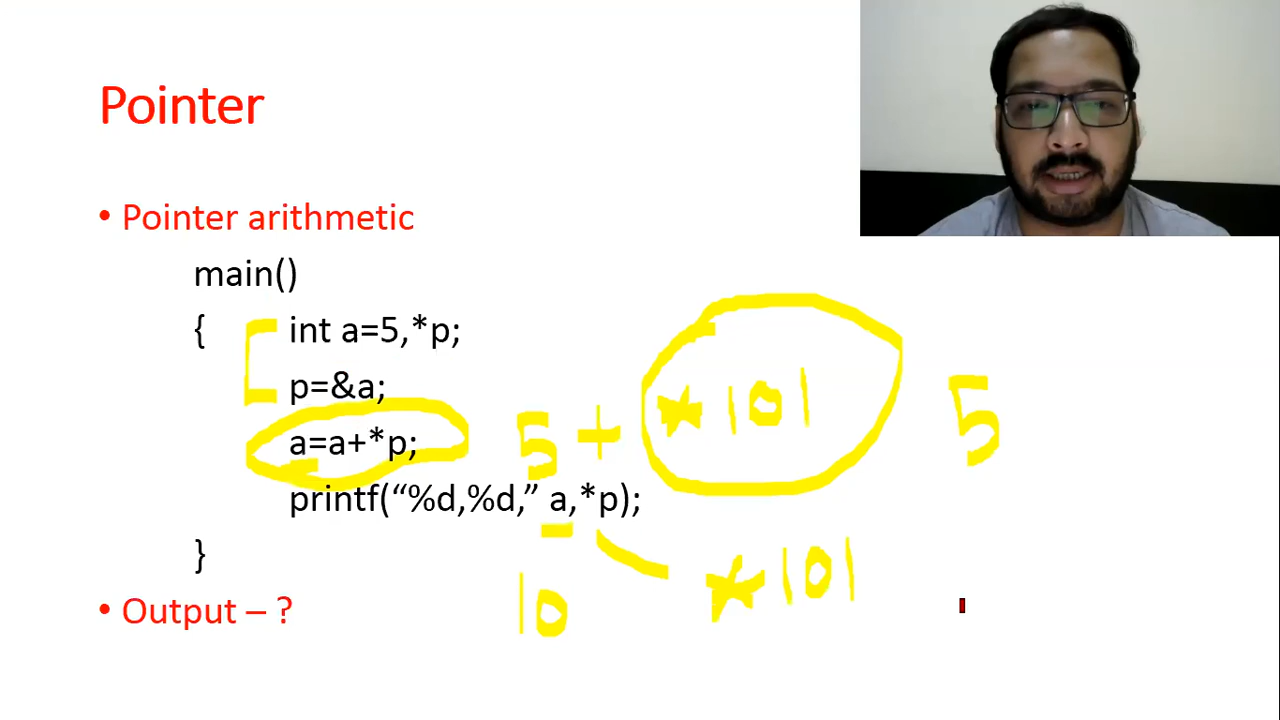 Pointer
• Pointer arithmetic
main()
{ int a=5,*p;
p=&a;
*101 5
a=a+*p; 5 +
printf(“%d,%d,” a,*p);
}
*101
• Output – ? 10